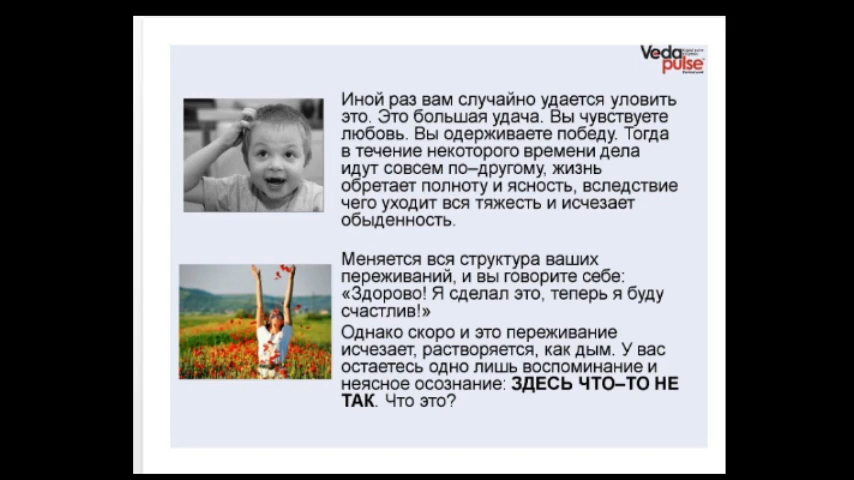 Veda
pulse
Иной раз вам случайно удается уловить
это. Это большая удача. Вы чувствуете
любовь. Вы одерживаете победу. Тогда
в течение некоторого времени дела
идут совсем по–другому, жизнь
обретает полноту и ясность, вследствие
чего уходит вся тяжесть и исчезает
обыденность.
Меняется вся структура ваших
переживаний, и вы говорите себе:
«Здорово! Я сделал это, теперь я буду
счастлив!»
Однако скоро и это переживание
исчезает, растворяется, как дым. У вас
остаетесь одно лишь воспоминание и
неясное осознание: ЗДЕСЬ ЧТО–ТО НЕ
ТАК. Что это?